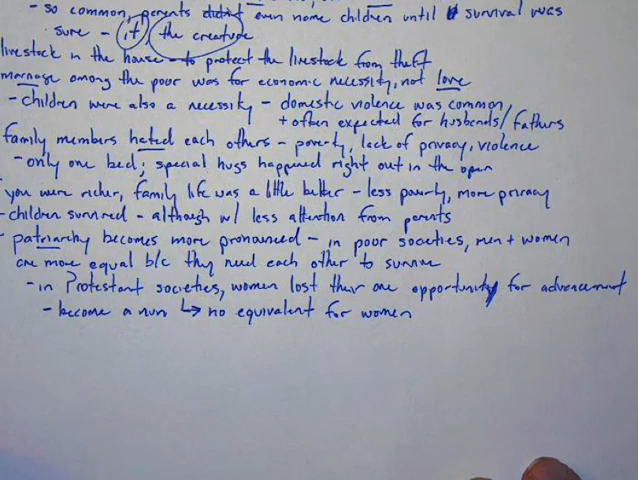 - so common, parents didn't even name children until survival was
sure - it, the creature
livestock in the house - to protect the livestock from theft
marriage among the poor was for economic necessity, not love
- children were also a necessity - domestic violence was common
+ often expected for husbands/fathers
family members hated each others - poverty, lack of privacy, violence
- only one bed; special hugs happened right out in the open
you were richer, family life was a little better - less poverty, more privacy
- children survived - although w/ less attention from parents
- patriarchy becomes more pronounced - in poor societies, men + women
are more equal b/c they need each other to survive
- in Protestant societies, women lost their one opportunity for advancement
- become a nun ↳ no equivalent for women